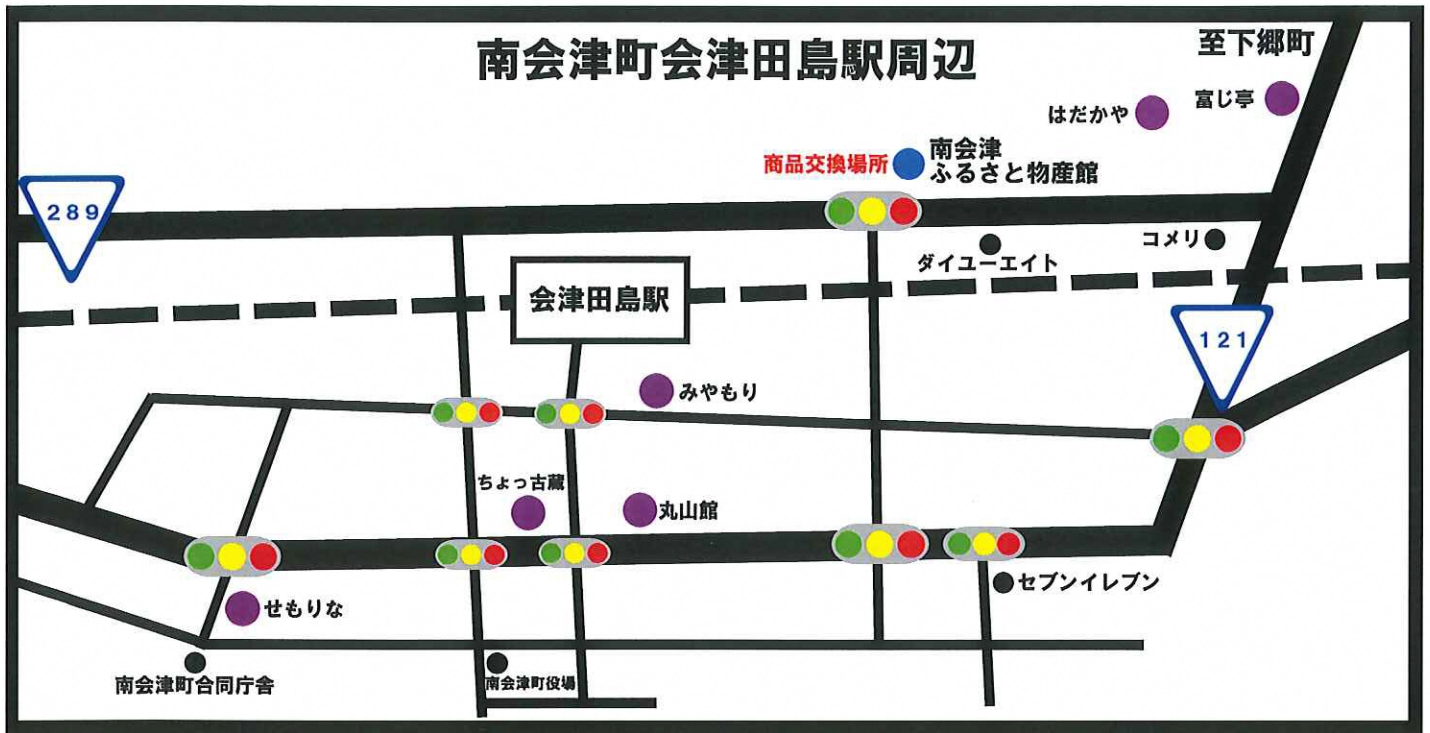 南会津町会津田島駅周辺
至下郷町
はだかや
富じ亭
商品交換場所
南会津
ふるさと物産館
289
ダイユーエイト
コメリ
会津田島駅
121
みやもり
ちょっ古蔵
丸山館
セブンイレブン
せもりな
南会津町合同庁舎
南会津町役場